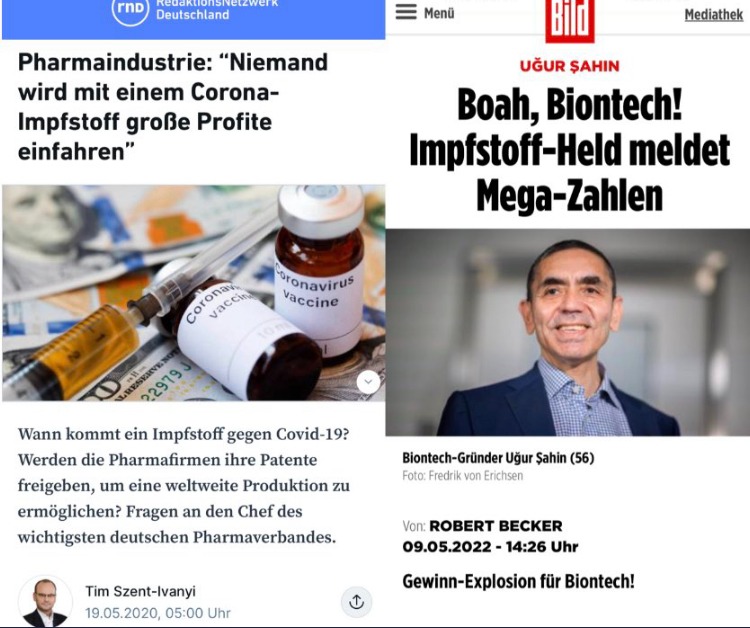 rnd
RedaktionsNetzwerk
Deutschland
Pharmaindustrie: “Niemand
wird mit einem Corona-
Impfstoff große Profite
einfahren”
Coronavirus
vaccine
Coronavirus
vaccine
10 m
Wann kommt ein Impfstoff gegen Covid-19?
Werden die Pharmafirmen ihre Patente
freigeben, um eine weltweite Produktion zu
ermöglichen? Fragen an den Chef des
wichtigsten deutschen Pharmaverbandes.
Tim Szent-Ivanyi
19.05.2020, 05:00 Uhr
Menü
Bild
Mediathek
UĞUR ŞAHIN
Boah, Biontech!
Impfstoff-Held meldet
Mega-Zahlen
Biontech-Gründer Uğur Şahin (56)
Foto: Fredrik von Erichsen
Von: ROBERT BECKER
09.05.2022 - 14:26 Uhr
Gewinn-Explosion für Biontech!